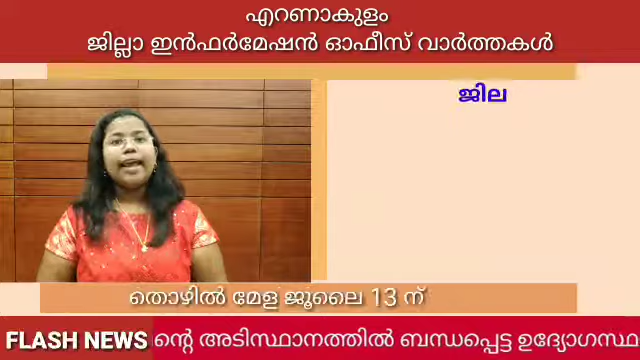 എറണാകുളം
ജില്ലാ ഇൻഫർമേഷൻ ഓഫീസ് വാർത്തകൾ
ജില
തൊഴിൽ മേള ജൂലൈ 13 ന്
FLASH NEWS ന്റെ അടിസ്ഥാനത്തിൽ ബന്ധപ്പെട്ട ഉദ്യോഗസ്ഥ